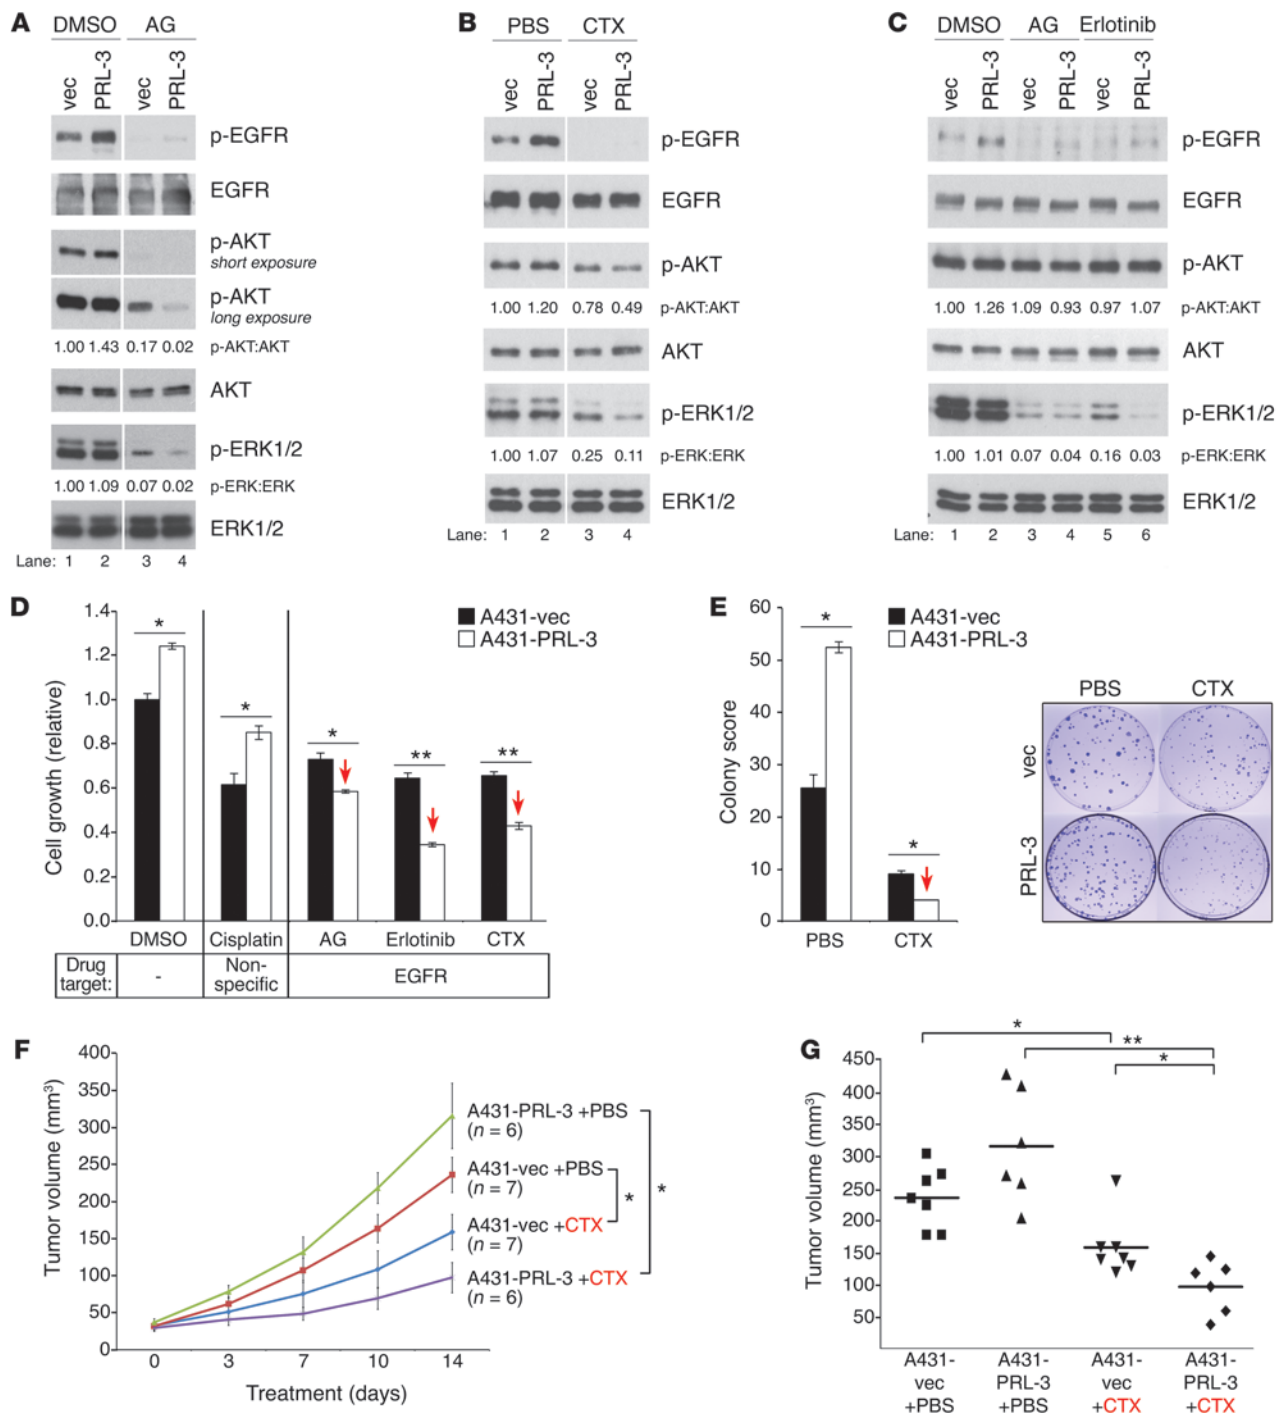 A
DMSO AG
vec PRL-3 vec PRL-3
p-EGFR
EGFR
p-AKT
short exposure
p-AKT
long exposure
1.00 1.43 0.17 0.02 p-AKT:AKT
AKT
p-ERK1/2
1.00 1.09 0.07 0.02 p-ERK:ERK
ERK1/2
Lane: 1 2 3 4
B
PBS CTX
vec PRL-3 vec PRL-3
p-EGFR
EGFR
p-AKT
1.00 1.20 0.78 0.49 p-AKT:AKT
AKT
p-ERK1/2
1.00 1.07 0.25 0.11 p-ERK:ERK
ERK1/2
Lane: 1 2 3 4
C
DMSO AG Erlotinib
vec PRL-3 vec PRL-3 vec PRL-3
p-EGFR
EGFR
p-AKT
1.00 1.26 1.09 0.93 0.97 1.07 p-AKT:AKT
AKT
p-ERK1/2
1.00 1.01 0.07 0.04 0.16 0.03 p-ERK:ERK
ERK1/2
Lane: 1 2 3 4 5 6
D
Cell growth (relative)
1.4
1.2
1.0
0.8
0.6
0.4
0.2
0.0
A431-vec
A431-PRL-3
* * * ** **
DMSO Cisplatin AG Erlotinib CTX
Drug target: - Non-specific EGFR
E
Colony score
60
50
40
30
20
10
0
A431-vec
A431-PRL-3
* *
PBS CTX
PBS CTX
vec
PRL-3
F
Tumor volume (mm³)
400
350
300
250
200
150
100
50
0
0 3 7 10 14
Treatment (days)
A431-PRL-3 +PBS
(n = 6)
A431-vec +PBS
(n = 7)
A431-vec +CTX
(n = 7)
A431-PRL-3 +CTX
(n = 6)
* *
G
Tumor volume (mm³)
450
400
350
300
250
200
150
100
50
* ** *
A431-vec +PBS
A431-PRL-3 +PBS
A431-vec +CTX
A431-PRL-3 +CTX